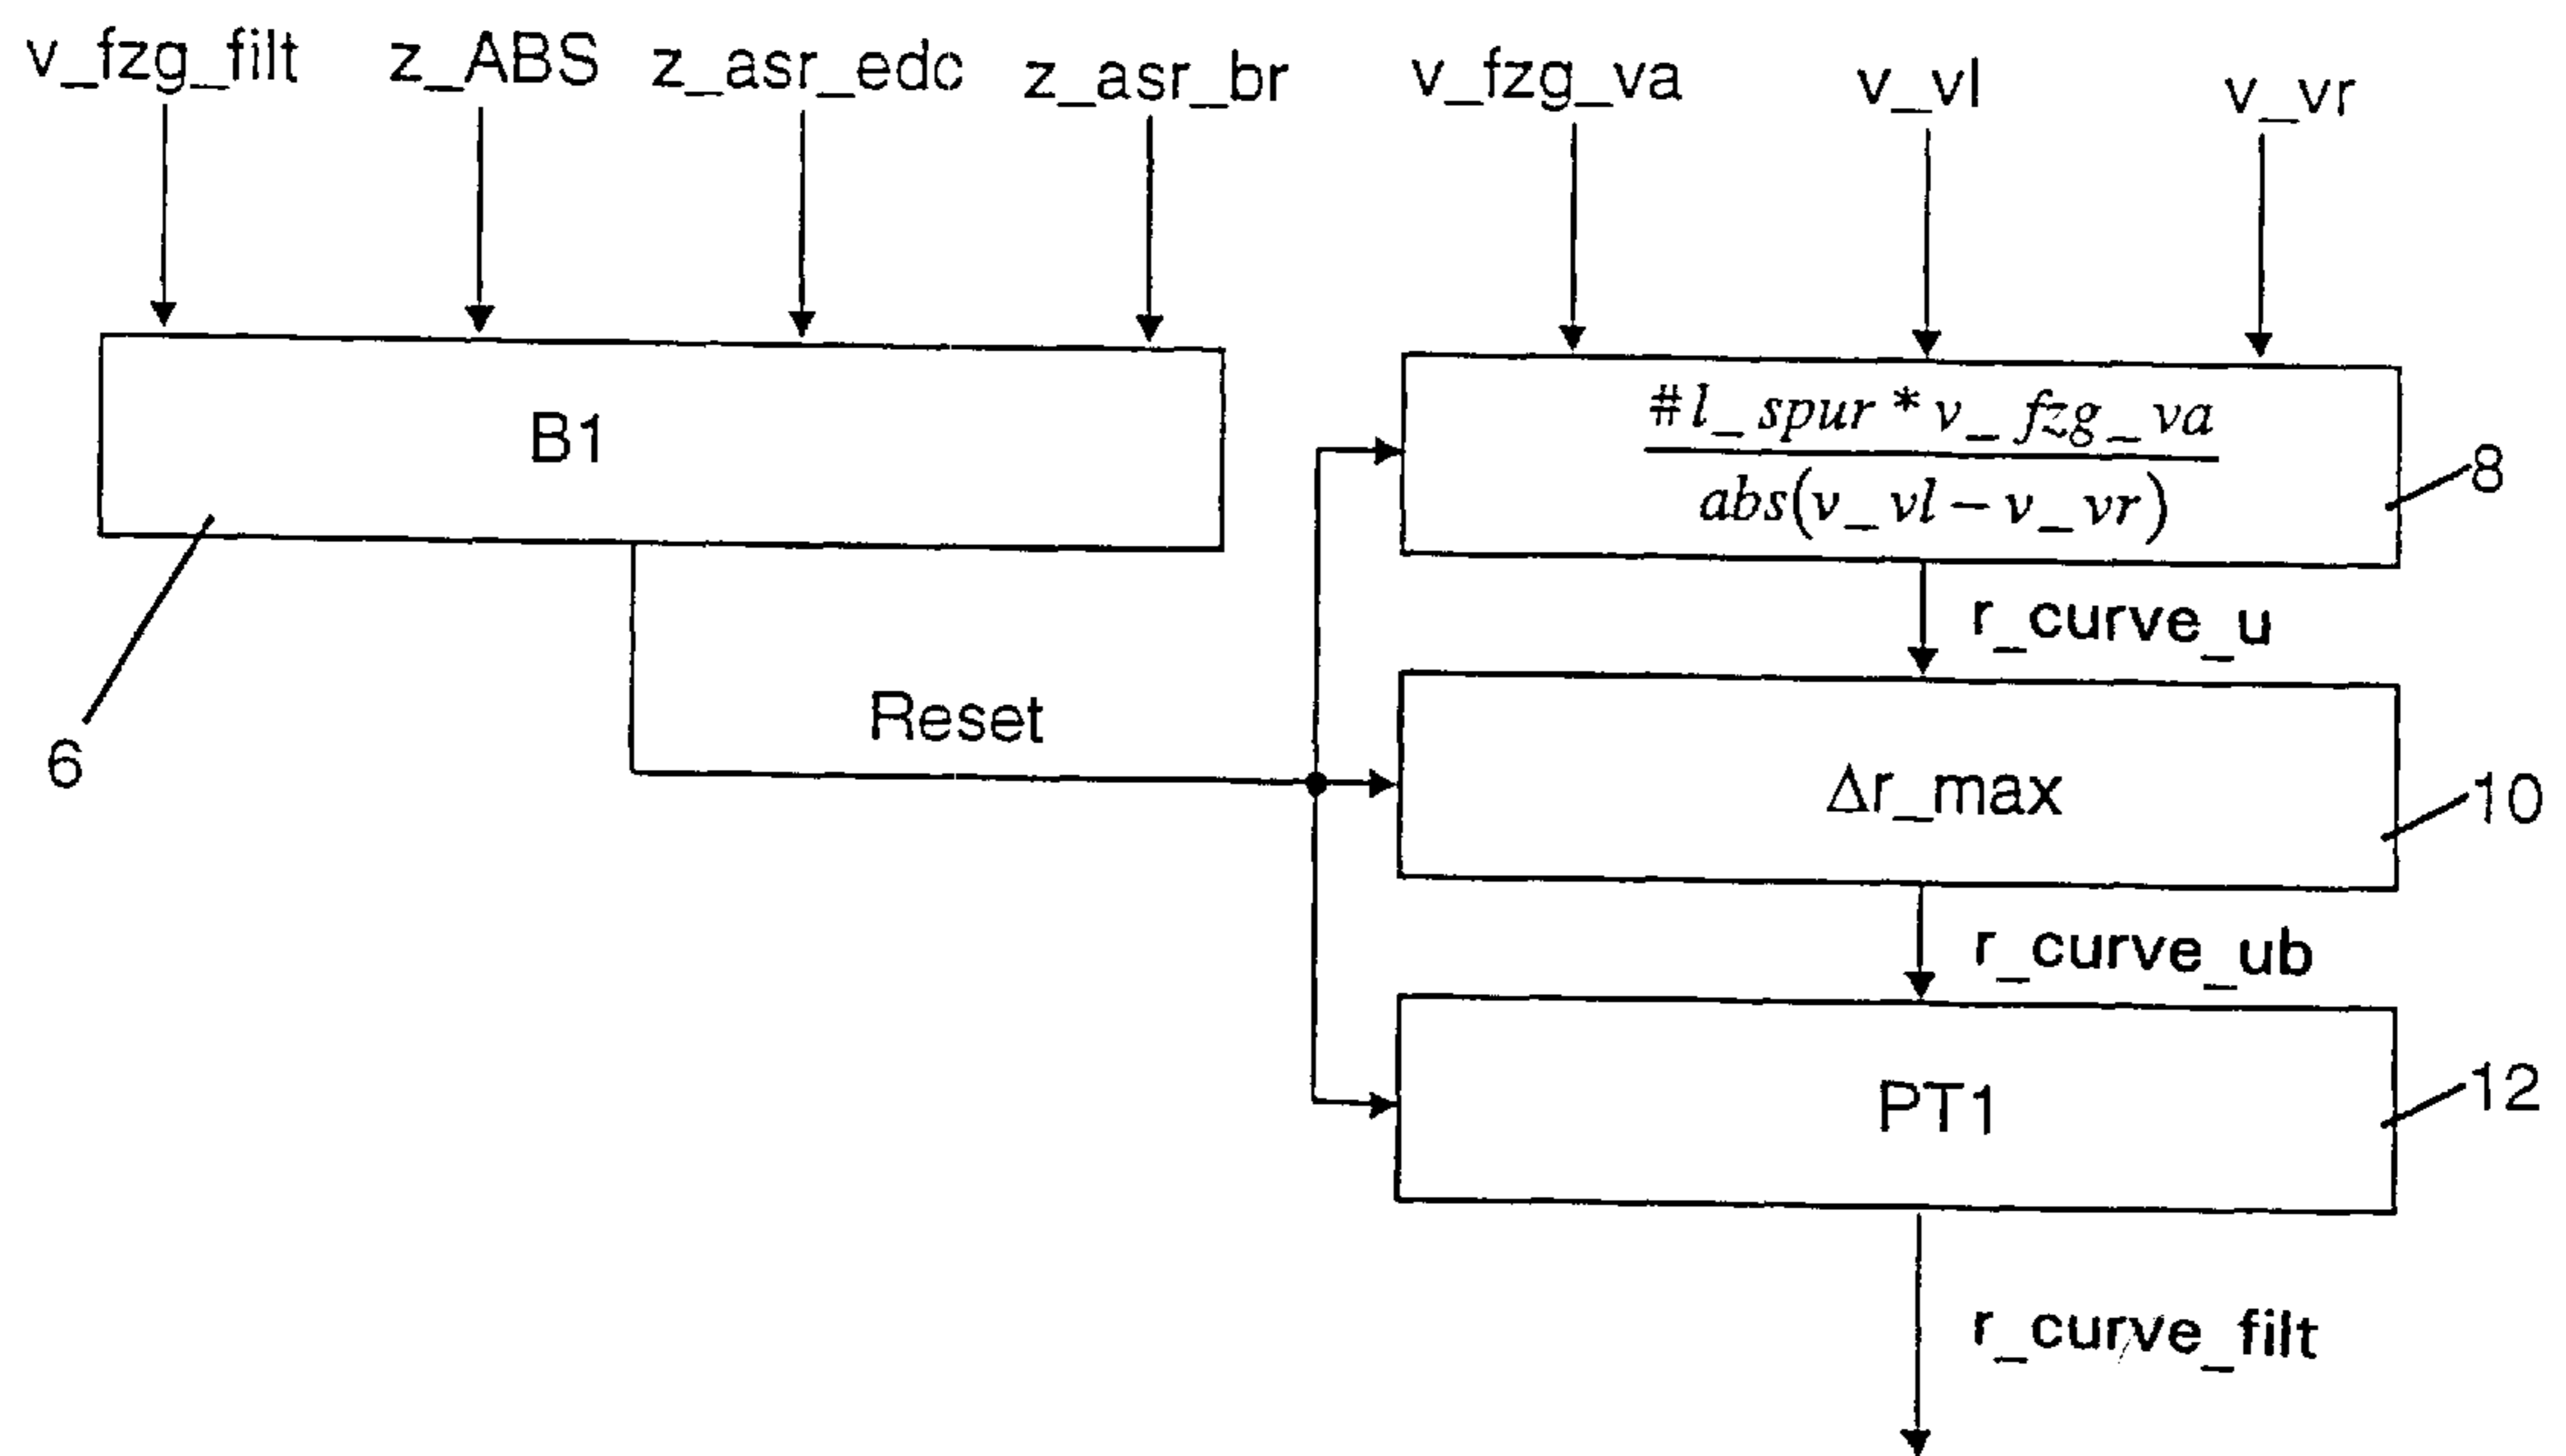 v_fzg_filt z_ABS z_asr_edc z_asr_br v_fzg_va v_vl v_vr
B1
#l_spur * v_fzg_va
abs(v_vl - v_vr)
8
r_curve_u
Reset
6
Δr_max
10
r_curve_ub
PT1
12
r_curve_filt